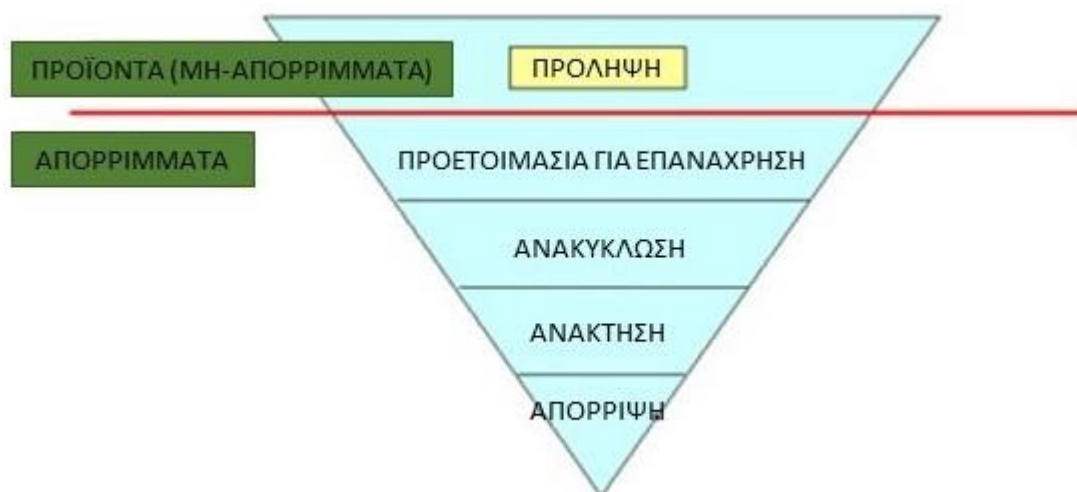 ΠΡΟΪΟΝΤΑ (ΜΗ-ΑΠΟΡΡΙΜΜΑΤΑ)
ΠΡΟΛΗΨΗ
ΑΠΟΡΡΙΜΜΑΤΑ
ΠΡΟΕΤΟΙΜΑΣΙΑ ΓΙΑ ΕΠΑΝΑΧΡΗΣΗ
ΑΝΑΚΥΚΛΩΣΗ
ΑΝΑΚΤΗΣΗ
ΑΠΟΡΡΙΨΗ